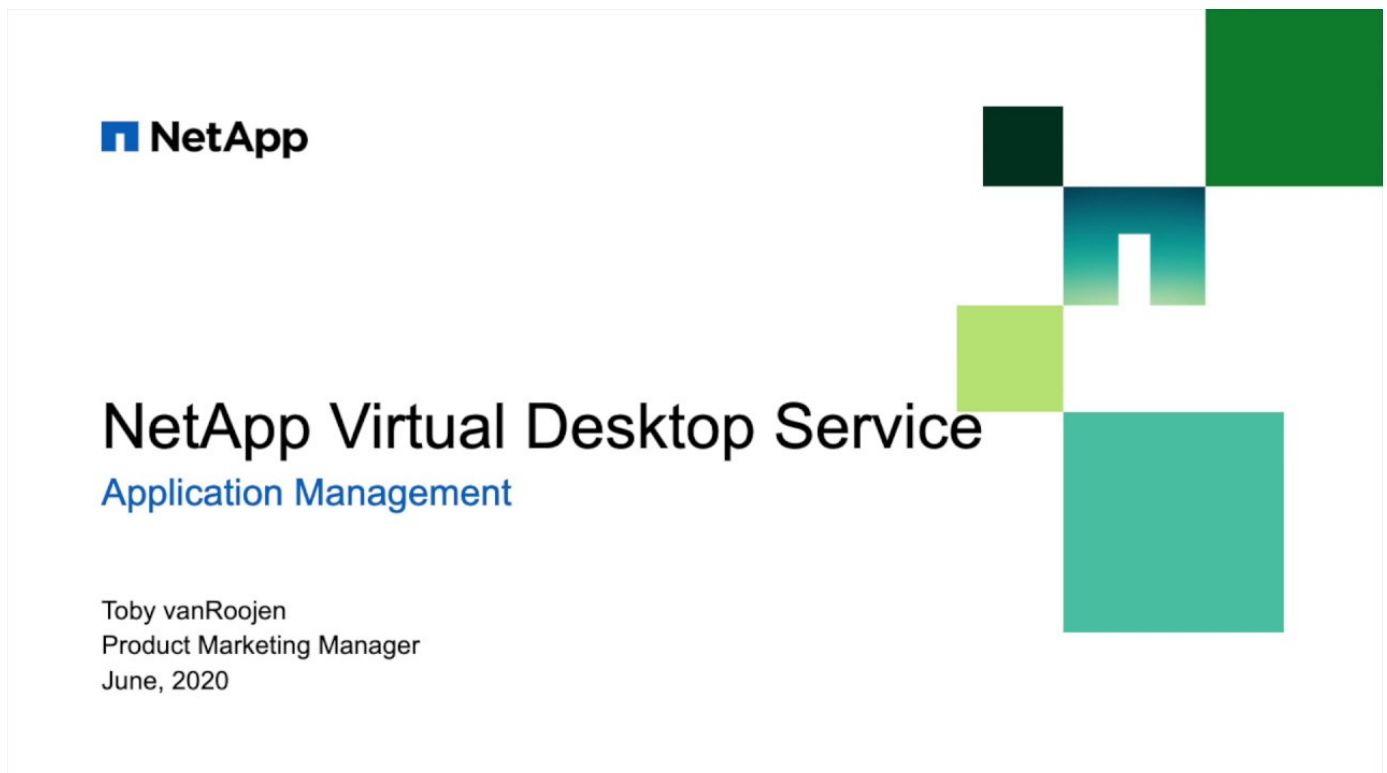 NetApp
NetApp Virtual Desktop Service
Application Management
Toby vanRoojen
Product Marketing Manager
June, 2020